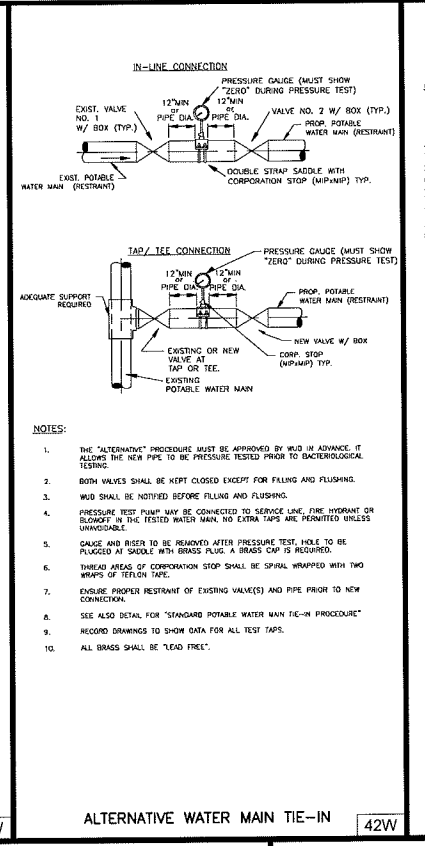 IN-LINE CONNECTION
PRESSURE GAUGE (MUST SHOW
"ZERO" DURING PRESSURE TEST)
EXIST. VALVE
NO. 1
W/ BOX (TYP.)
12"MIN
or
PIPE DIA.
12"MIN
or
PIPE DIA.
VALVE NO. 2 W/ BOX (TYP.)
PROP. POTABLE
WATER MAIN (RESTRAINT)
EXIST. POTABLE
WATER MAIN (RESTRAINT)
DOUBLE STRAP SADDLE WITH
CORPORATION STOP (MIPxMIP) TYP.
TAP/ TEE CONNECTION
PRESSURE GAUGE (MUST SHOW
"ZERO" DURING PRESSURE TEST)
12"MIN
or
PIPE DIA.
12"MIN
or
PIPE DIA.
ADEQUATE SUPPORT
REQUIRED
PROP. POTABLE
WATER MAIN (RESTRAINT)
NEW VALVE W/ BOX
EXISTING OR NEW
VALVE AT
TAP OR TEE.
CORP. STOP
(MIPxMIP) TYP.
EXISTING
POTABLE WATER MAIN
NOTES:
1. THE "ALTERNATIVE" PROCEDURE MUST BE APPROVED BY WUD IN ADVANCE. IT
ALLOWS THE NEW PIPE TO BE PRESSURE TESTED PRIOR TO BACTERIOLOGICAL
TESTING.
2. BOTH VALVES SHALL BE KEPT CLOSED EXCEPT FOR FILLING AND FLUSHING.
3. WUD SHALL BE NOTIFIED BEFORE FILLING AND FLUSHING.
4. PRESSURE TEST PUMP MAY BE CONNECTED TO SERVICE LINE, FIRE HYDRANT OR
BLOWOFF IN THE TESTED WATER MAIN. NO EXTRA TAPS ARE PERMITTED UNLESS
UNAVOIDABLE.
5. GAUGE AND RISER TO BE REMOVED AFTER PRESSURE TEST, HOLE TO BE
PLUGGED AT SADDLE WITH BRASS PLUG. A BRASS CAP IS REQUIRED.
6. THREAD AREAS OF CORPORATION STOP SHALL BE SPIRAL WRAPPED WITH TWO
WRAPS OF TEFLON TAPE.
7. ENSURE PROPER RESTRAINT OF EXISTING VALVE(S) AND PIPE PRIOR TO NEW
CONNECTION.
8. SEE ALSO DETAIL FOR "STANDARD POTABLE WATER MAIN TIE-IN PROCEDURE"
9. RECORD DRAWINGS TO SHOW DATA FOR ALL TEST TAPS.
10. ALL BRASS SHALL BE "LEAD FREE".
ALTERNATIVE WATER MAIN TIE-IN
42W